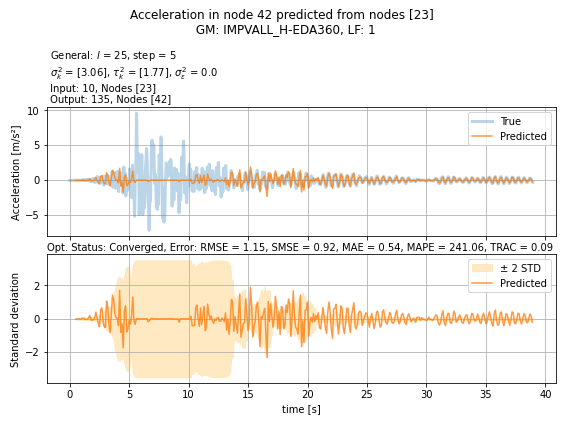 Acceleration in node 42 predicted from nodes [23]
GM: IMPVALL_H-EDA360, LF: 1
General: l = 25, step = 5
σ²ₖ = [3.06], τ²ₖ = [1.77], σ²ε = 0.0
Input: 10, Nodes [23]
Output: 135, Nodes [42]
10
5
0
−5
Acceleration [m/s²]
True
Predicted
Opt. Status: Converged, Error: RMSE = 1.15, SMSE = 0.92, MAE = 0.54, MAPE = 241.06, TRAC = 0.09
2
0
−2
Standard deviation
± 2 STD
Predicted
0 5 10 15 20 25 30 35 40
time [s]